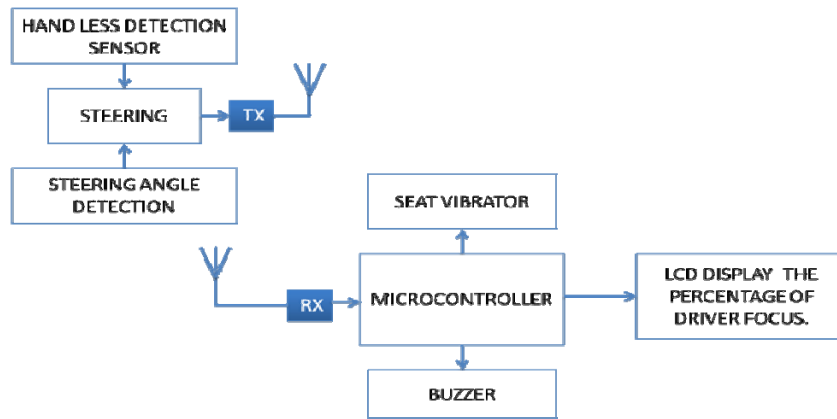 HAND LESS DETECTION
SENSOR
STEERING
TX
STEERING ANGLE
DETECTION
SEAT VIBRATOR
RX
MICROCONTROLLER
LCD DISPLAY THE
PERCENTAGE OF
DRIVER FOCUS.
BUZZER